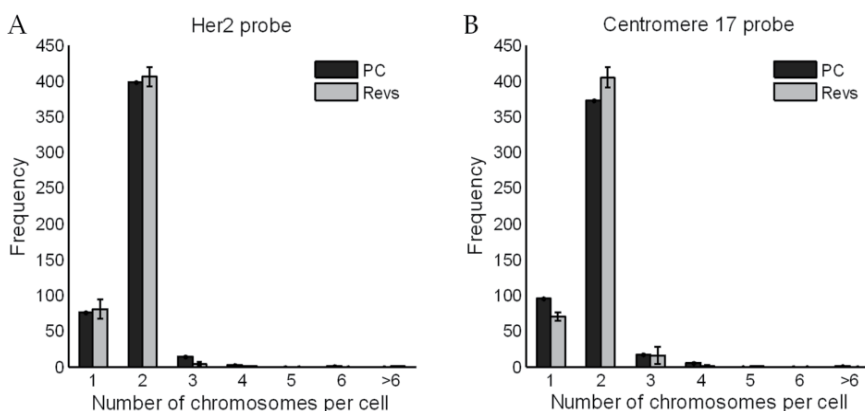 A
Her2 probe
450
400
350
300
250
200
150
100
50
0
Frequency
PC
Revs
1 2 3 4 5 6 >6
Number of chromosomes per cell
B
Centromere 17 probe
450
400
350
300
250
200
150
100
50
0
Frequency
PC
Revs
1 2 3 4 5 6 >6
Number of chromosomes per cell